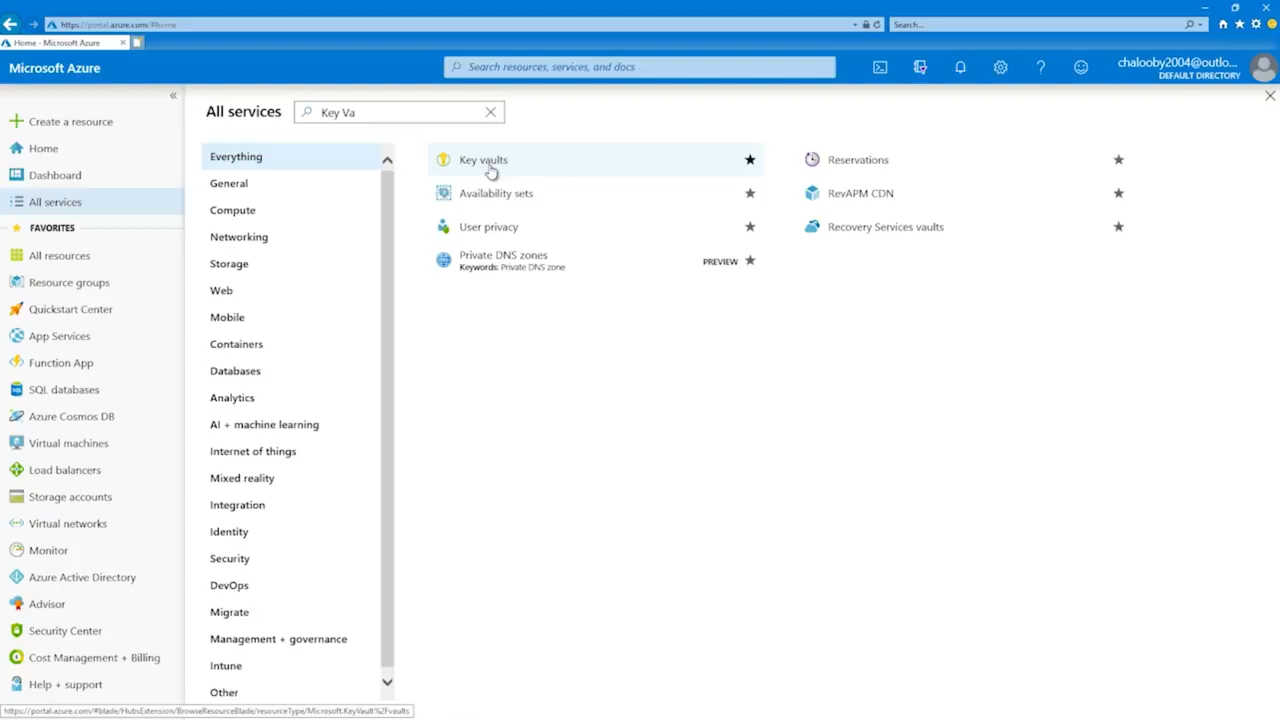 https://portal.azure.com/#home
Search...
Home - Microsoft Azure
Microsoft Azure
Search resources, services, and docs
chalooby2004@outlo...
DEFAULT DIRECTORY
Create a resource
Home
Dashboard
All services
FAVORITES
All resources
Resource groups
Quickstart Center
App Services
Function App
SQL databases
Azure Cosmos DB
Virtual machines
Load balancers
Storage accounts
Virtual networks
Monitor
Azure Active Directory
Advisor
Security Center
Cost Management + Billing
Help + support
All services
Key Va
Everything
General
Compute
Networking
Storage
Web
Mobile
Containers
Databases
Analytics
AI + machine learning
Internet of things
Mixed reality
Integration
Identity
Security
DevOps
Migrate
Management + governance
Intune
Other
Key vaults
Availability sets
User privacy
Private DNS zones
Keywords: Private DNS zone
PREVIEW
Reservations
RevAPM CDN
Recovery Services vaults
https://portal.azure.com/#blade/HubsExtension/BrowseResourceBlade/resourceType/Microsoft.KeyVault%2Fvaults